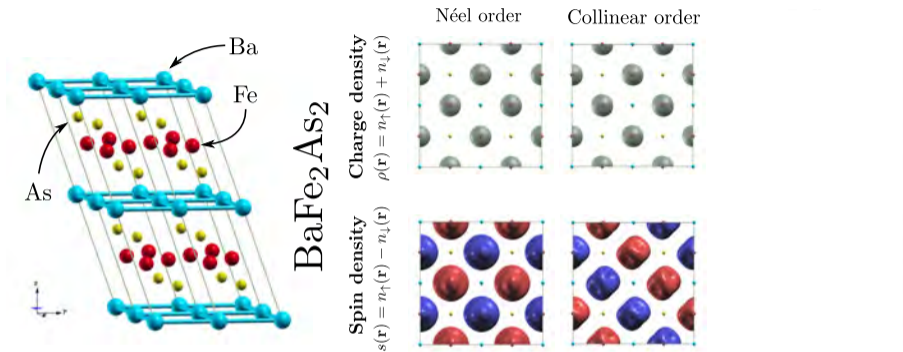 Néel order
Collinear order
Ba
Fe
As
BaFe₂As₂
Charge density
ρ(r) = n↑(r) + n↓(r)
Spin density
s(r) = n↑(r) − n↓(r)